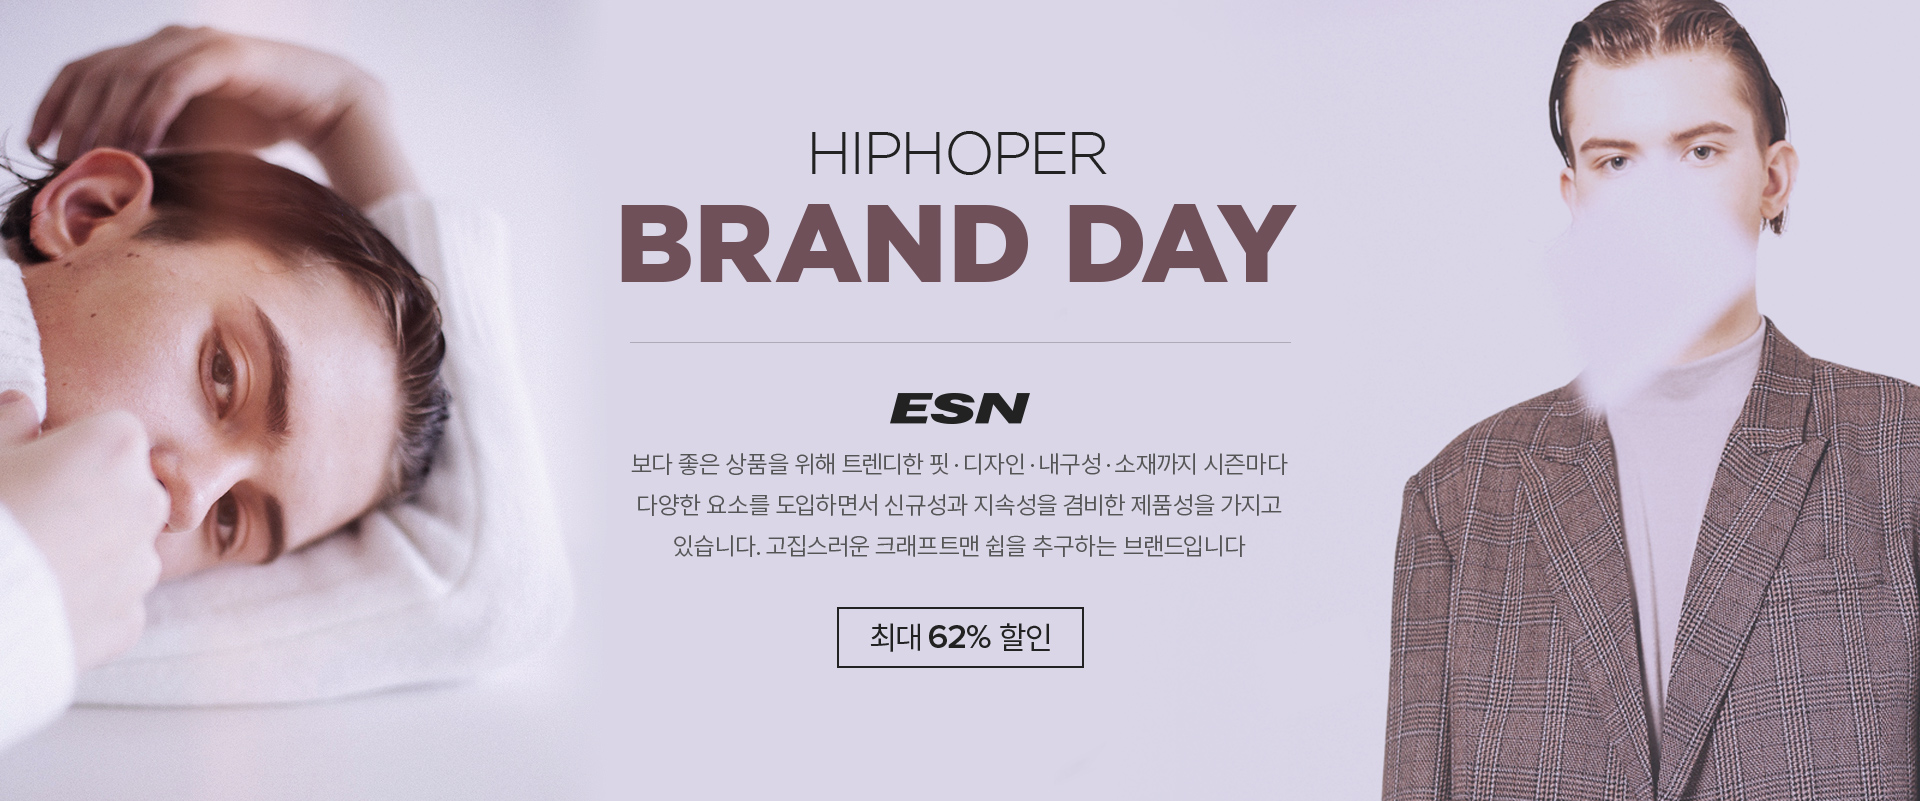 HIPHOPER
BRAND DAY
ESN
보다 좋은 상품을 위해 트렌디한 핏·디자인·내구성·소재까지 시즌마다
다양한 요소를 도입하면서 신규성과 지속성을 겸비한 제품성을 가지고
있습니다. 고집스러운 크래프트맨 쉽을 추구하는 브랜드입니다
최대 62% 할인